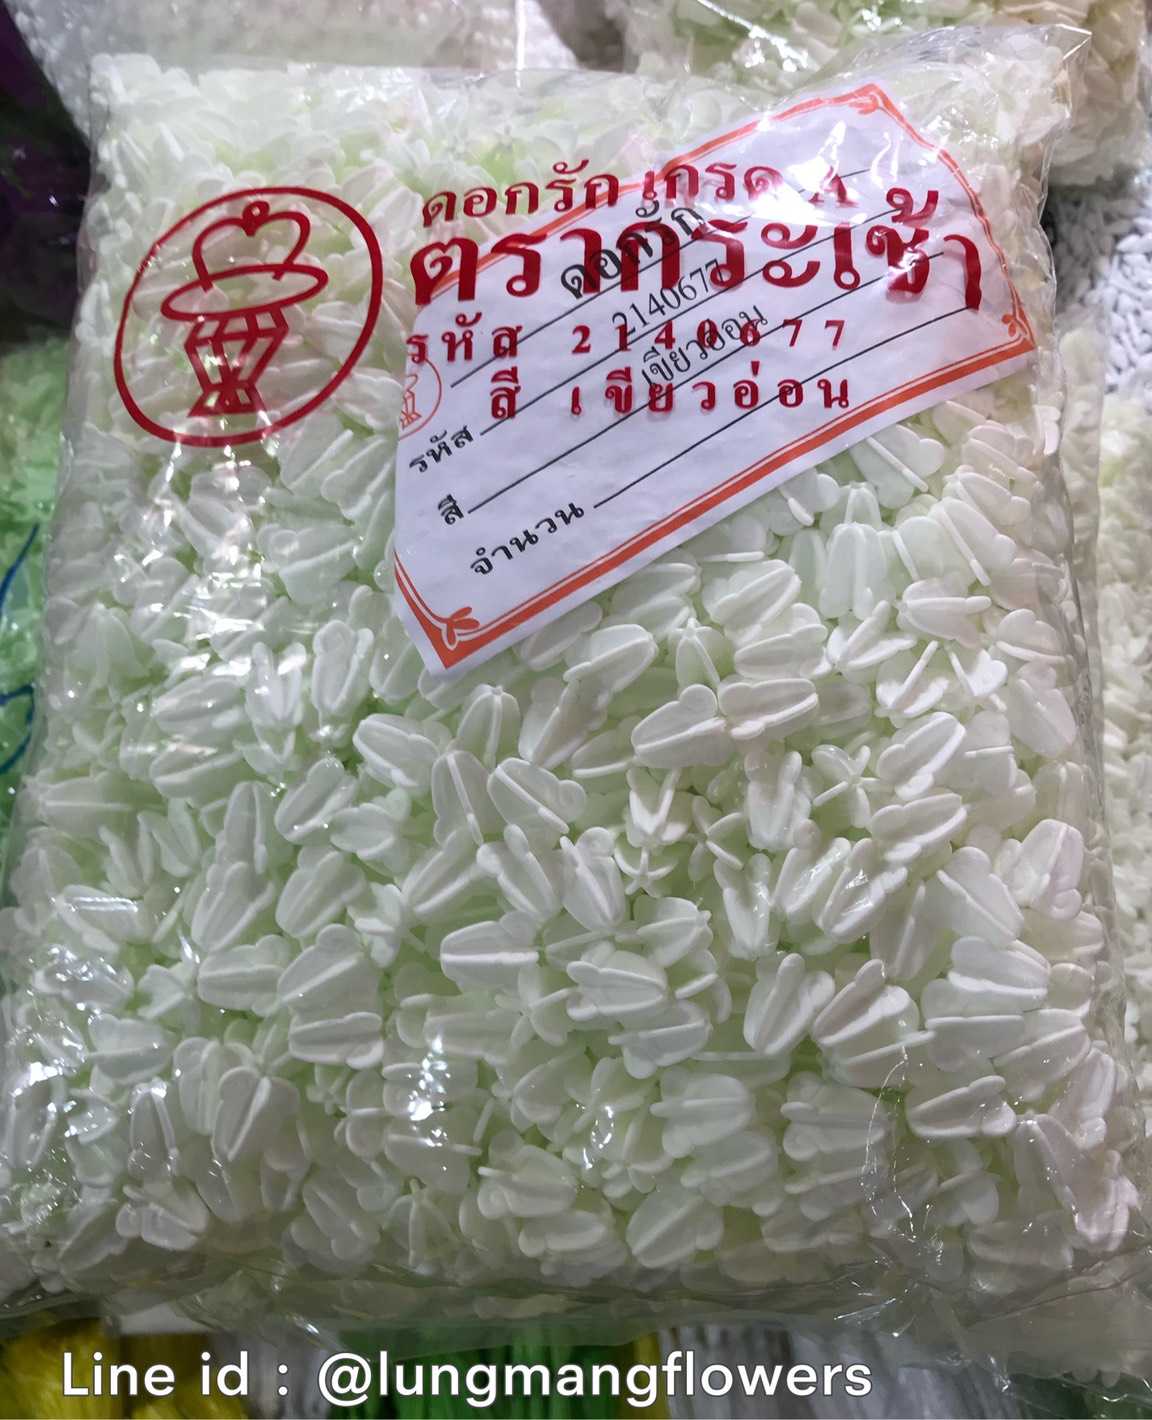 ดอกรัก เกรด A
ตรากระเช้า
รหัส 2140677
สี เขียวอ่อน
ดอกรัก
รหัส 2140677
สี เขียวอ่อน
จำนวน
Line id : @lungmangflowers